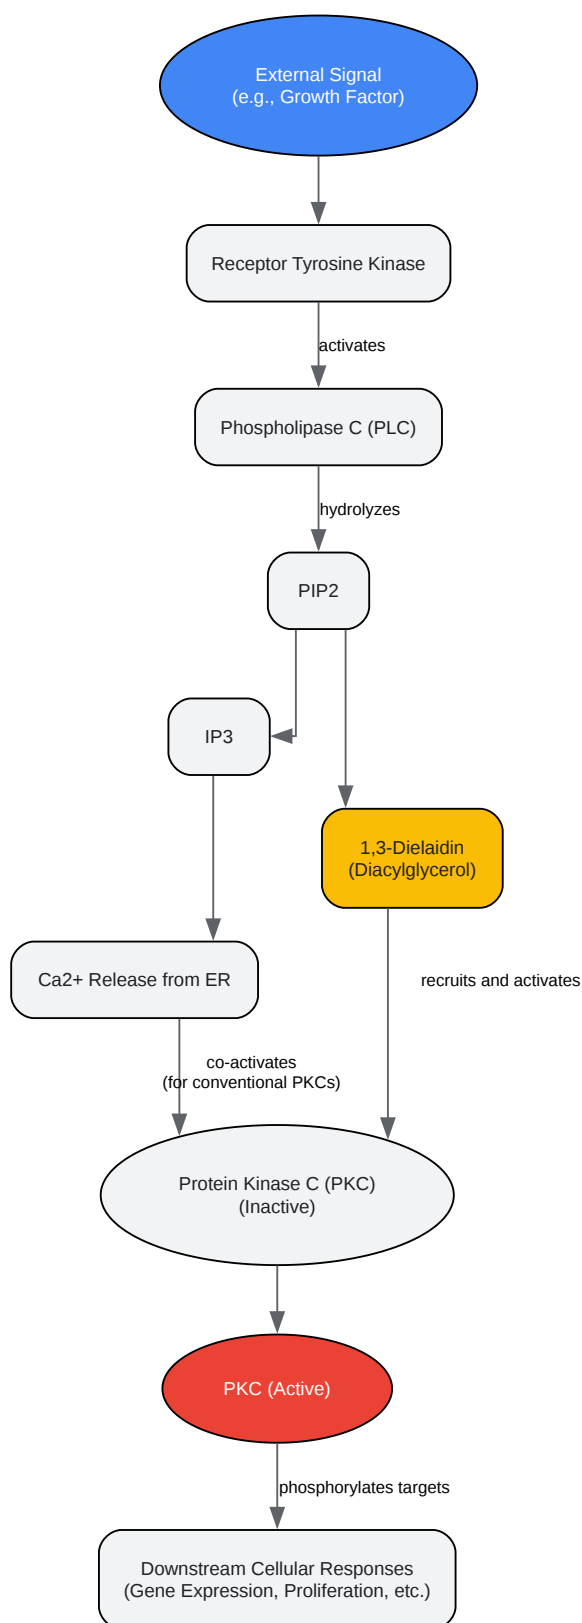 External Signal
(e.g., Growth Factor)
Receptor Tyrosine Kinase
activates
Phospholipase C (PLC)
hydrolyzes
PIP2
IP3
1,3-Dielaidin
(Diacylglycerol)
Ca2+ Release from ER
recruits and activates
co-activates
(for conventional PKCs)
Protein Kinase C (PKC)
(Inactive)
PKC (Active)
phosphorylates targets
Downstream Cellular Responses
(Gene Expression, Proliferation, etc.)